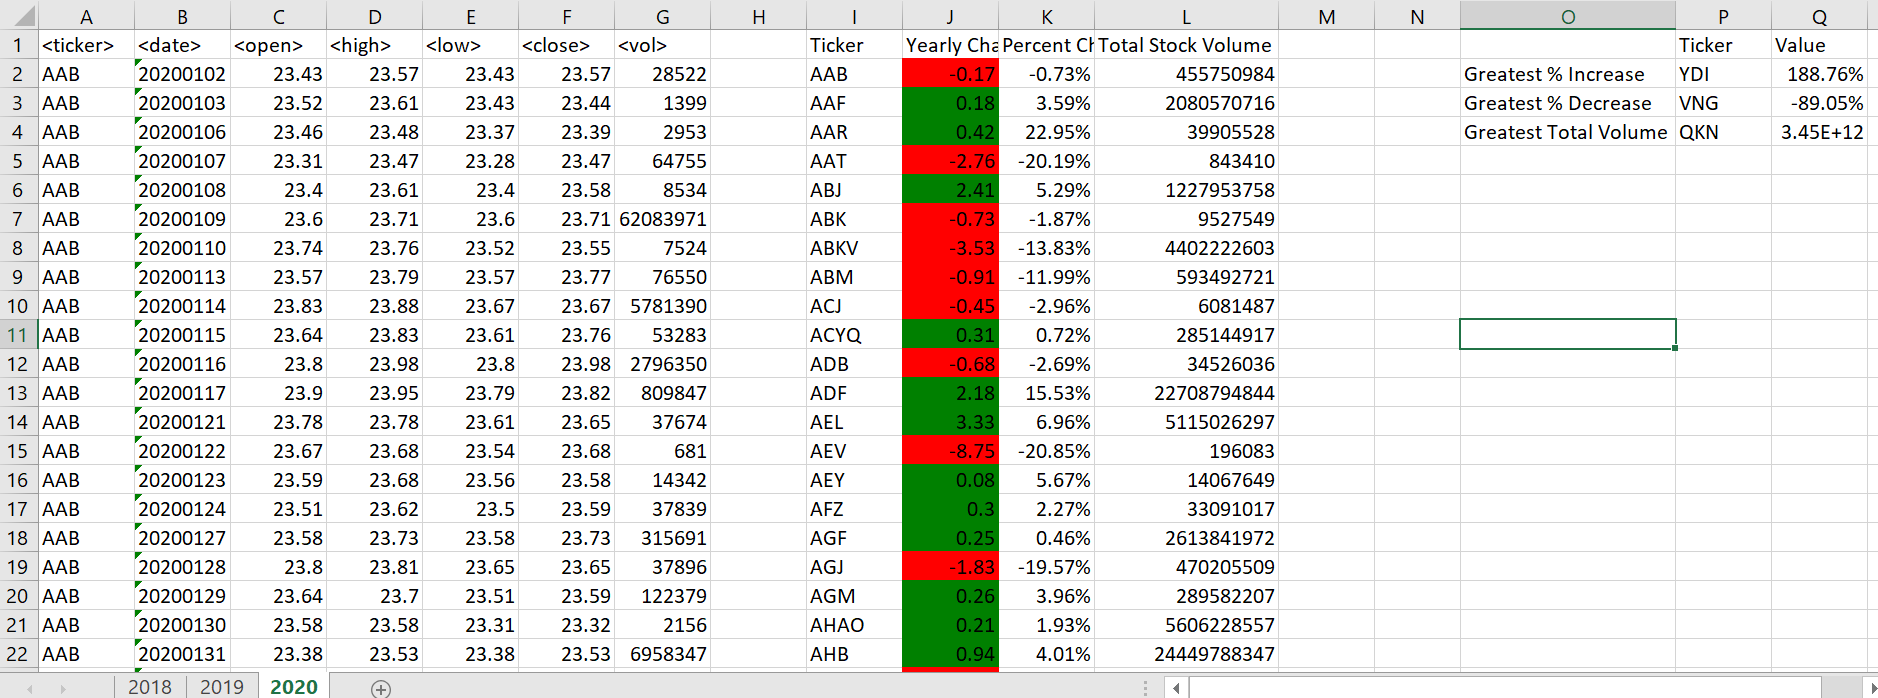 A B C D E F G H I J K L M N O P Q
1 <ticker> <date> <open> <high> <low> <close> <vol> Ticker Yearly Cha Percent Ch Total Stock Volume Ticker Value
2 AAB 20200102 23.43 23.57 23.43 23.57 28522 AAB -0.17 -0.73% 455750984 Greatest % Increase YDI 188.76%
3 AAB 20200103 23.52 23.61 23.43 23.44 1399 AAF 0.18 3.59% 2080570716 Greatest % Decrease VNG -89.05%
4 AAB 20200106 23.46 23.48 23.37 23.39 2953 AAR 0.42 22.95% 39905528 Greatest Total Volume QKN 3.45E+12
5 AAB 20200107 23.31 23.47 23.28 23.47 64755 AAT -2.76 -20.19% 843410
6 AAB 20200108 23.4 23.61 23.4 23.58 8534 ABJ 2.41 5.29% 1227953758
7 AAB 20200109 23.6 23.71 23.6 23.71 62083971 ABK -0.73 -1.87% 9527549
8 AAB 20200110 23.74 23.76 23.52 23.55 7524 ABKV -3.53 -13.83% 4402222603
9 AAB 20200113 23.57 23.79 23.57 23.77 76550 ABM -0.91 -11.99% 593492721
10 AAB 20200114 23.83 23.88 23.67 23.67 5781390 ACJ -0.45 -2.96% 6081487
11 AAB 20200115 23.64 23.83 23.61 23.76 53283 ACYQ 0.31 0.72% 285144917
12 AAB 20200116 23.8 23.98 23.8 23.98 2796350 ADB -0.68 -2.69% 34526036
13 AAB 20200117 23.9 23.95 23.79 23.82 809847 ADF 2.18 15.53% 22708794844
14 AAB 20200121 23.78 23.78 23.61 23.65 37674 AEL 3.33 6.96% 5115026297
15 AAB 20200122 23.67 23.68 23.54 23.68 681 AEV -8.75 -20.85% 196083
16 AAB 20200123 23.59 23.68 23.56 23.58 14342 AEY 0.08 5.67% 14067649
17 AAB 20200124 23.51 23.62 23.5 23.59 37839 AFZ 0.3 2.27% 33091017
18 AAB 20200127 23.58 23.73 23.58 23.73 315691 AGF 0.25 0.46% 2613841972
19 AAB 20200128 23.8 23.81 23.65 23.65 37896 AGJ -1.83 -19.57% 470205509
20 AAB 20200129 23.64 23.7 23.51 23.59 122379 AGM 0.26 3.96% 289582207
21 AAB 20200130 23.58 23.58 23.31 23.32 2156 AHAO 0.21 1.93% 5606228557
22 AAB 20200131 23.38 23.53 23.38 23.53 6958347 AHB 0.94 4.01% 24449788347
2018 2019 2020